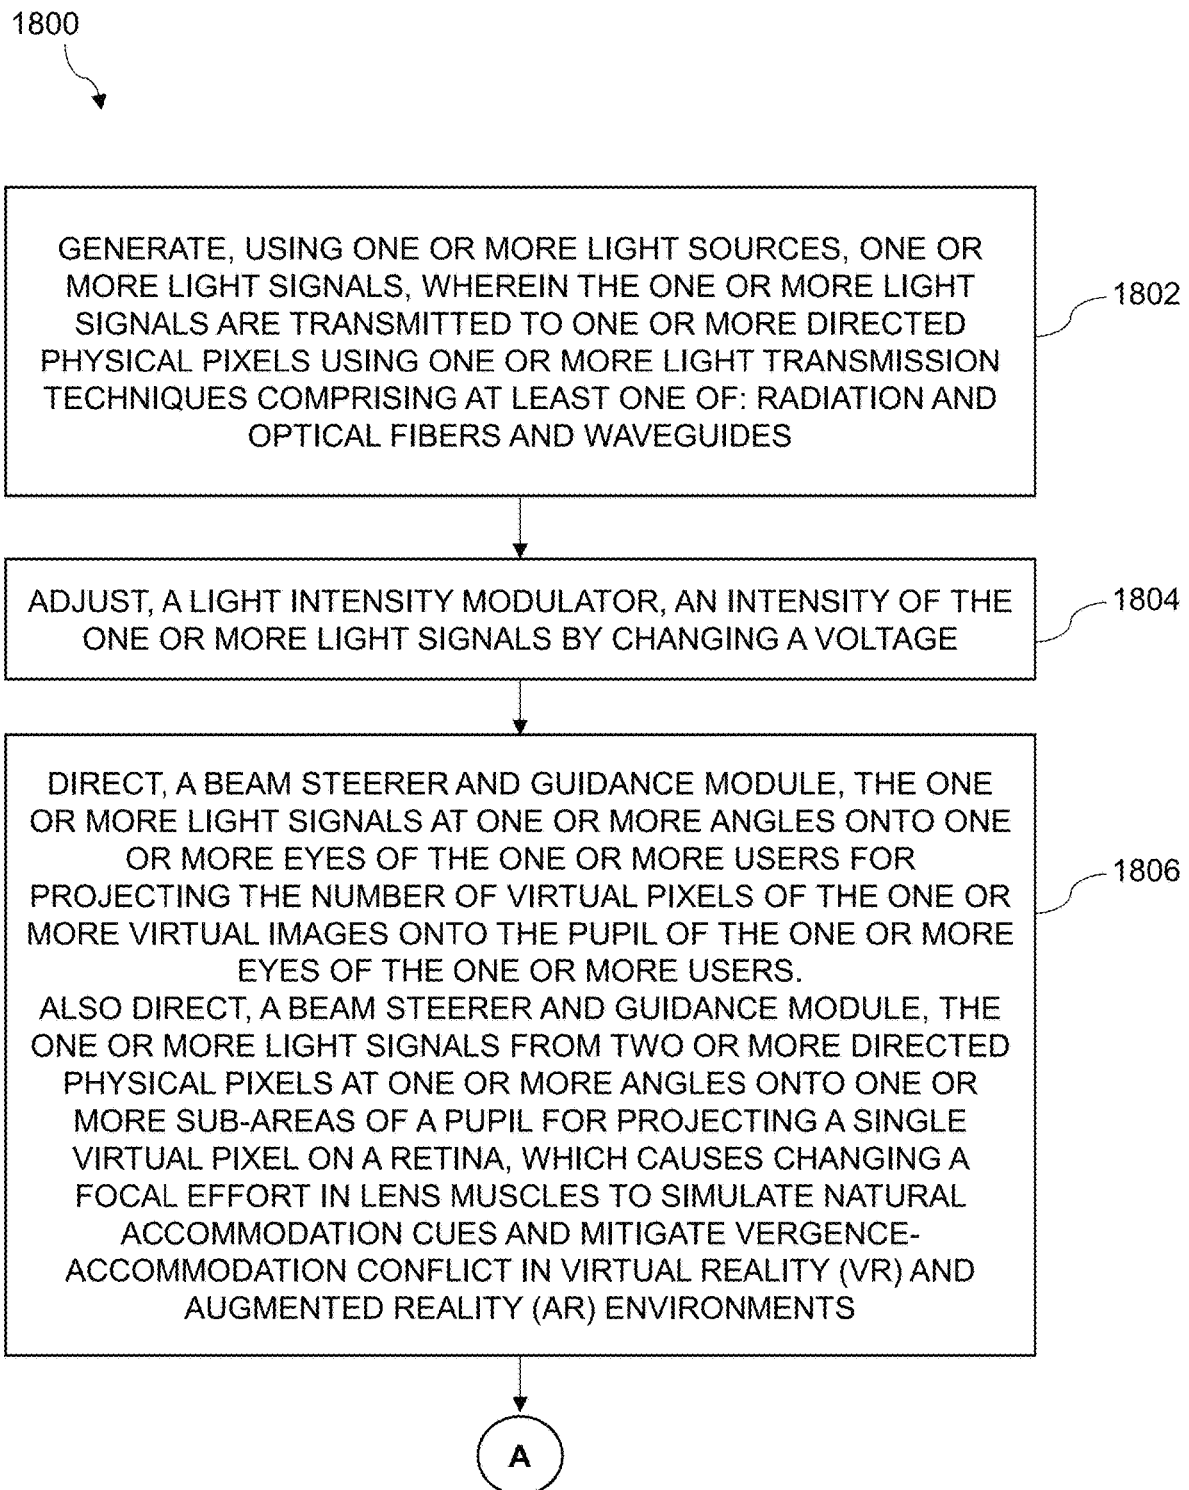 1800
GENERATE, USING ONE OR MORE LIGHT SOURCES, ONE OR
MORE LIGHT SIGNALS, WHEREIN THE ONE OR MORE LIGHT
SIGNALS ARE TRANSMITTED TO ONE OR MORE DIRECTED
PHYSICAL PIXELS USING ONE OR MORE LIGHT TRANSMISSION
TECHNIQUES COMPRISING AT LEAST ONE OF: RADIATION AND
OPTICAL FIBERS AND WAVEGUIDES
1802
ADJUST, A LIGHT INTENSITY MODULATOR, AN INTENSITY OF THE
ONE OR MORE LIGHT SIGNALS BY CHANGING A VOLTAGE
1804
DIRECT, A BEAM STEERER AND GUIDANCE MODULE, THE ONE
OR MORE LIGHT SIGNALS AT ONE OR MORE ANGLES ONTO ONE
OR MORE EYES OF THE ONE OR MORE USERS FOR
PROJECTING THE NUMBER OF VIRTUAL PIXELS OF THE ONE OR
MORE VIRTUAL IMAGES ONTO THE PUPIL OF THE ONE OR MORE
EYES OF THE ONE OR MORE USERS.
ALSO DIRECT, A BEAM STEERER AND GUIDANCE MODULE, THE
ONE OR MORE LIGHT SIGNALS FROM TWO OR MORE DIRECTED
PHYSICAL PIXELS AT ONE OR MORE ANGLES ONTO ONE OR
MORE SUB-AREAS OF A PUPIL FOR PROJECTING A SINGLE
VIRTUAL PIXEL ON A RETINA, WHICH CAUSES CHANGING A
FOCAL EFFORT IN LENS MUSCLES TO SIMULATE NATURAL
ACCOMMODATION CUES AND MITIGATE VERGENCE-
ACCOMMODATION CONFLICT IN VIRTUAL REALITY (VR) AND
AUGMENTED REALITY (AR) ENVIRONMENTS
1806
A